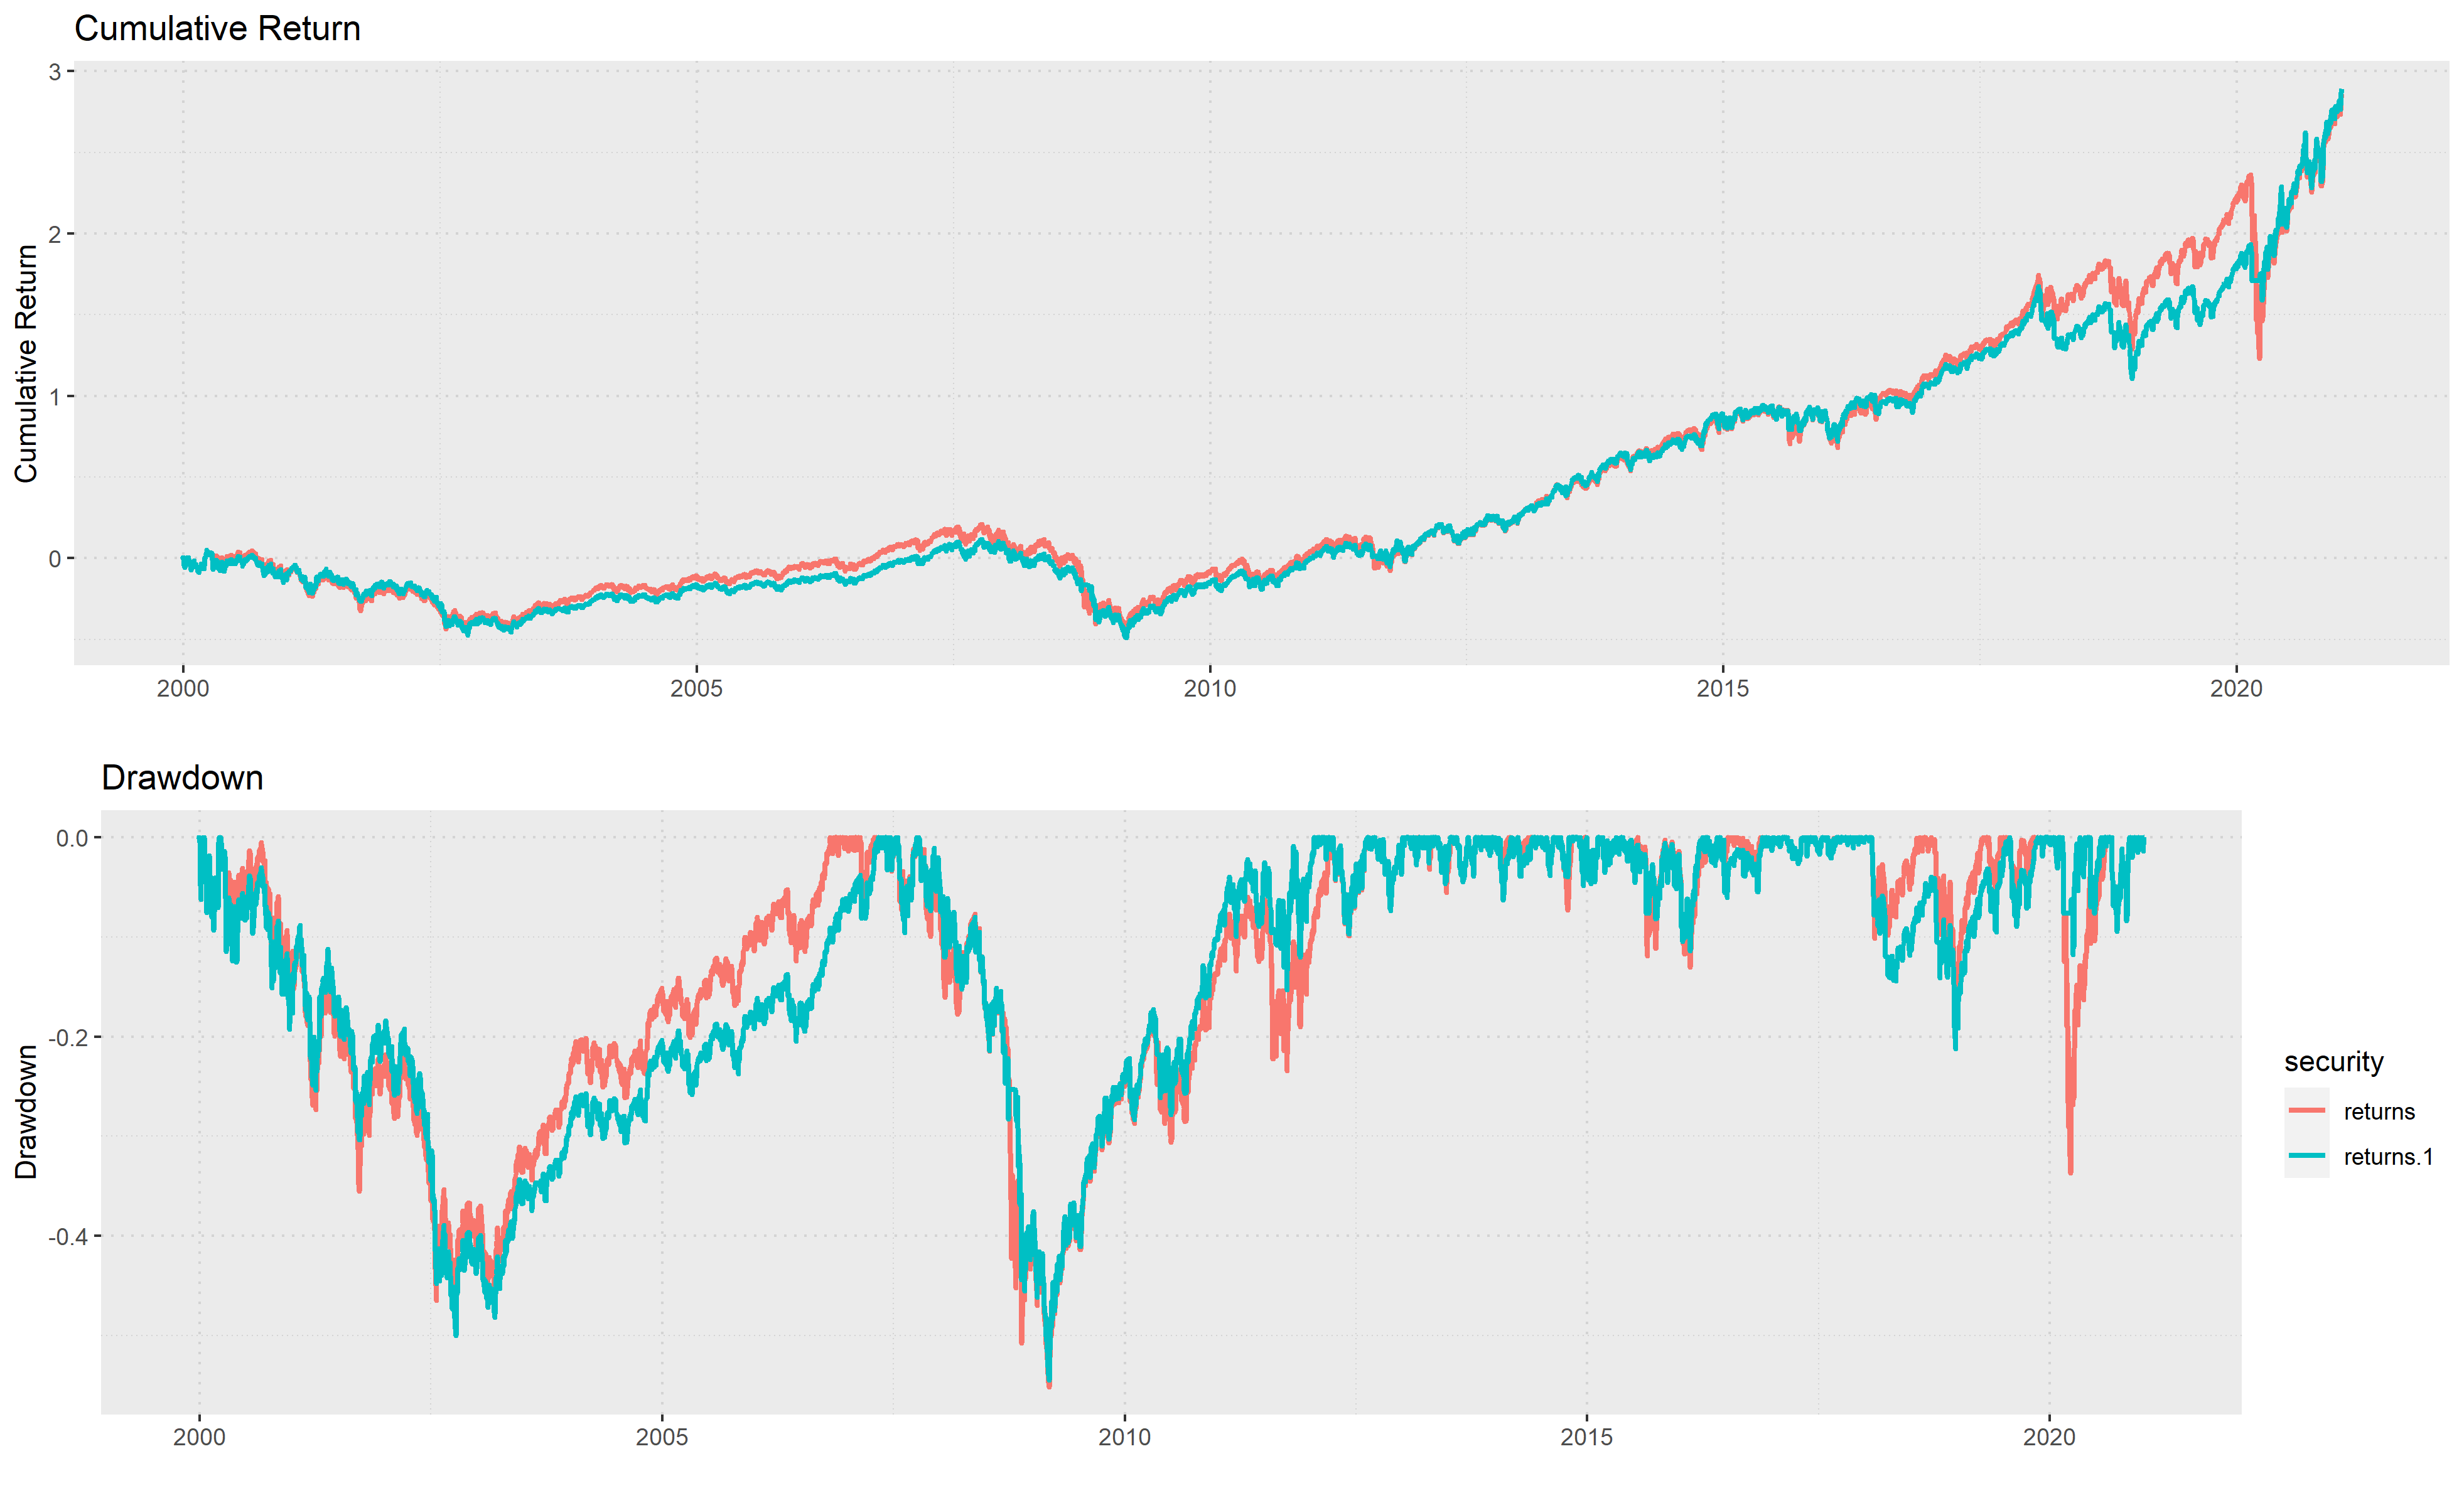 Cumulative Return
Cumulative Return
3
2
1
0
2000 2005 2010 2015 2020
Drawdown
Drawdown
0.0
-0.2
-0.4
2000 2005 2010 2015 2020
security
returns
returns.1